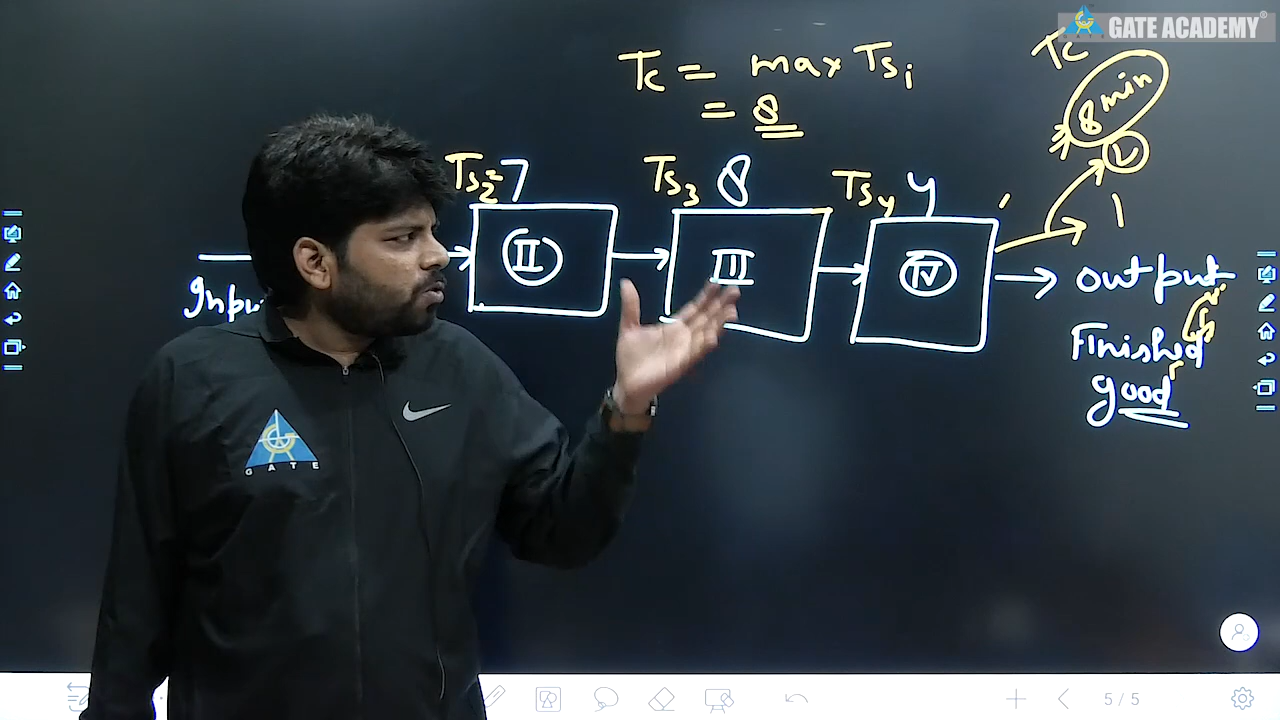 GATE ACADEMY®
Tc
Tc = max Tsi
= 8
8 min
Ts2 = 7
Ts3 8
Ts4 4
1
II
III
IV
output
Finished
good
GATE
5/5